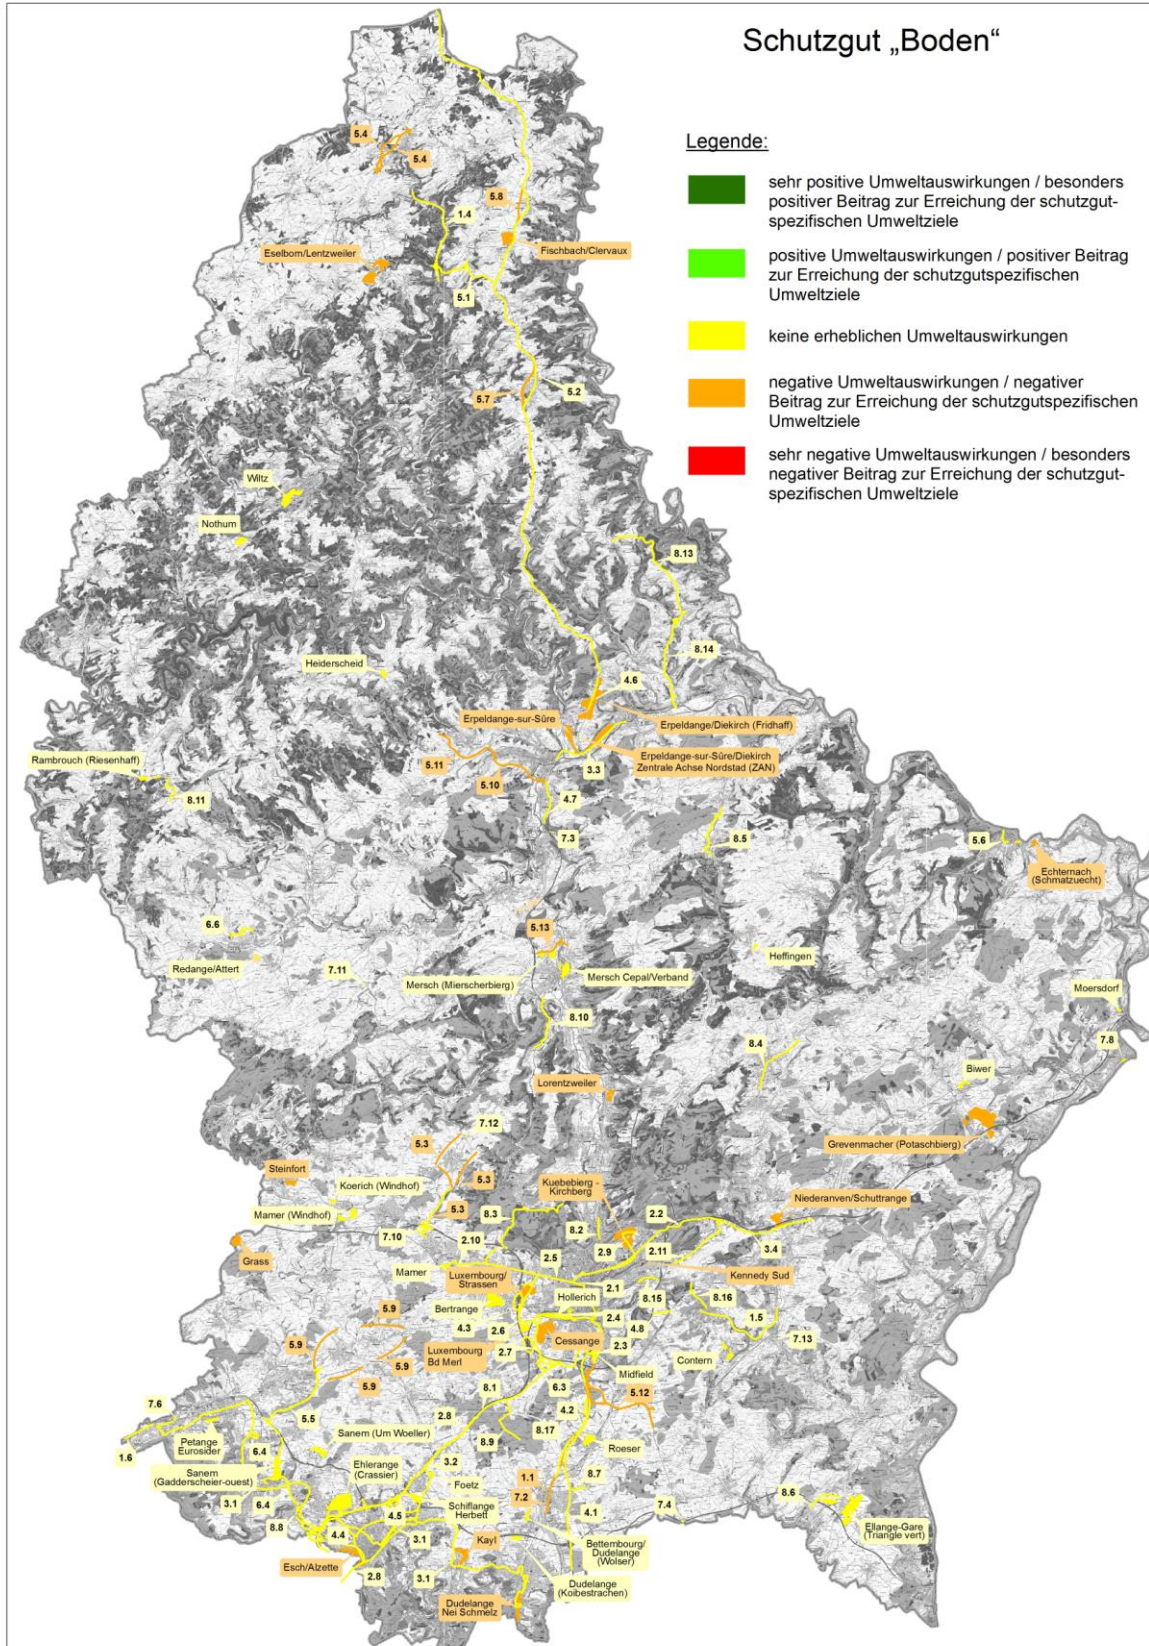 Schutzgut „Boden“
Legende:
sehr positive Umweltauswirkungen / besonders
positiver Beitrag zur Erreichung der schutzgut-
spezifischen Umweltziele
positive Umweltauswirkungen / positiver Beitrag
zur Erreichung der schutzgutspezifischen
Umweltziele
keine erheblichen Umweltauswirkungen
negative Umweltauswirkungen / negativer
Beitrag zur Erreichung der schutzgutspezifischen
Umweltziele
sehr negative Umweltauswirkungen / besonders
negativer Beitrag zur Erreichung der schutzgut-
spezifischen Umweltziele
5.4
5.4
5.8
1.4
Eselborn/Lentzweiler
Fischbach/Clervaux
5.1
5.2
5.7
Wiltz
Nothum
8.13
8.14
Heiderscheid
4.6
Erpeldange-sur-Sûre
Erpeldange/Diekirch (Fridhaff)
Erpeldange-sur-Sûre/Diekirch
Zentrale Achse Nordstad (ZAN)
Rambrouch (Riesenhaff)
5.11
3.3
5.10
8.11
4.7
7.3
8.5
5.6
Echternach
(Schmatzuecht)
6.6
5.13
Heffingen
Redange/Attert
7.11
Mersch (Mierscherbierg)
Mersch Cepal/Verband
Moersdorf
8.10
8.4
7.8
Biwer
Lorentzweiler
Grevenmacher (Potaschbierg)
7.12
5.3
Steinfort
5.3
Koerich (Windhof)
Kuebebierg -
Kirchberg
Niederanven/Schuttrange
Mamer (Windhof)
5.3
8.3
2.2
8.2
7.10
2.10
2.9
2.11
3.4
Grass
2.5
Kennedy Sud
Mamer
Luxembourg/
Strassen
2.1
Hollerich
8.15
8.16
Bertrange
5.9
4.3
2.6
2.4
4.8
1.5
5.9
Cessange
2.7
2.3
7.13
Luxembourg
Bd Merl
5.9
Midfield
Contern
5.9
8.1
6.3
5.12
7.6
5.5
2.8
4.2
8.17
Sanem (Um Woeller)
8.9
Roeser
Petange
Eurosider
1.6
6.4
Ehlerange
(Crassier)
3.2
Sanem
(Gadderscheier-ouest)
Foetz
1.1
8.7
7.2
3.1
6.4
Schiflange
Herbett
8.6
4.1
7.4
8.8
4.5
4.4
3.1
Kayl
Bettembourg/
Dudelange
(Wolser)
Ellange-Gare
(Triangle vert)
Esch/Alzette
2.8
3.1
Dudelange
(Koibestrachen)
Dudelange
Nei Schmelz